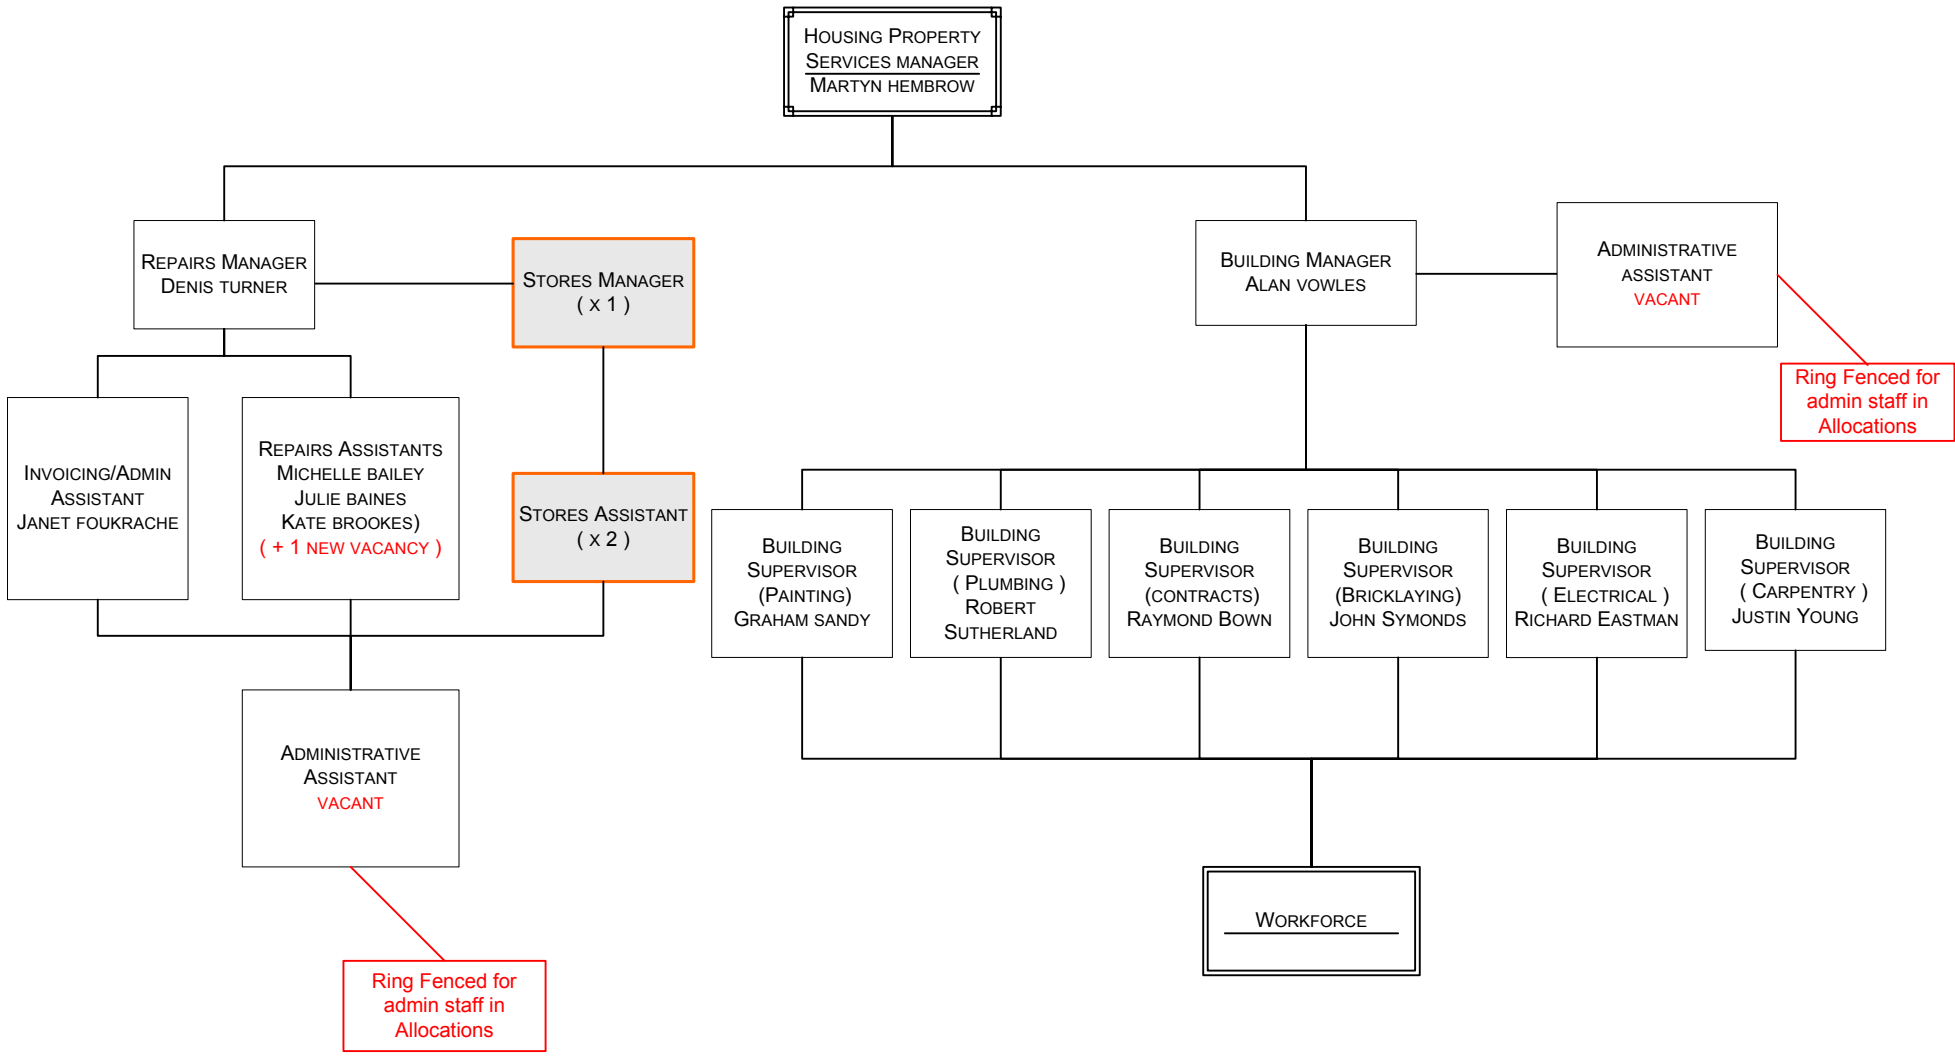 Housing Property
Services manager
Martyn hembrow
Repairs Manager
Denis turner
Stores Manager
( x 1 )
Building Manager
Alan vowles
Administrative
assistant
vacant
Ring Fenced for
admin staff in
Allocations
Invoicing/Admin
Assistant
Janet foukrache
Repairs Assistants
Michelle bailey
Julie baines
Kate brookes)
( + 1 new vacancy )
Stores Assistant
( x 2 )
Building
Supervisor
(Painting)
Graham sandy
Building
Supervisor
( Plumbing )
Robert
Sutherland
Building
Supervisor
(contracts)
Raymond Bown
Building
Supervisor
(Bricklaying)
John Symonds
Building
Supervisor
( Electrical )
Richard Eastman
Building
Supervisor
( Carpentry )
Justin Young
Administrative
Assistant
vacant
Workforce
Ring Fenced for
admin staff in
Allocations